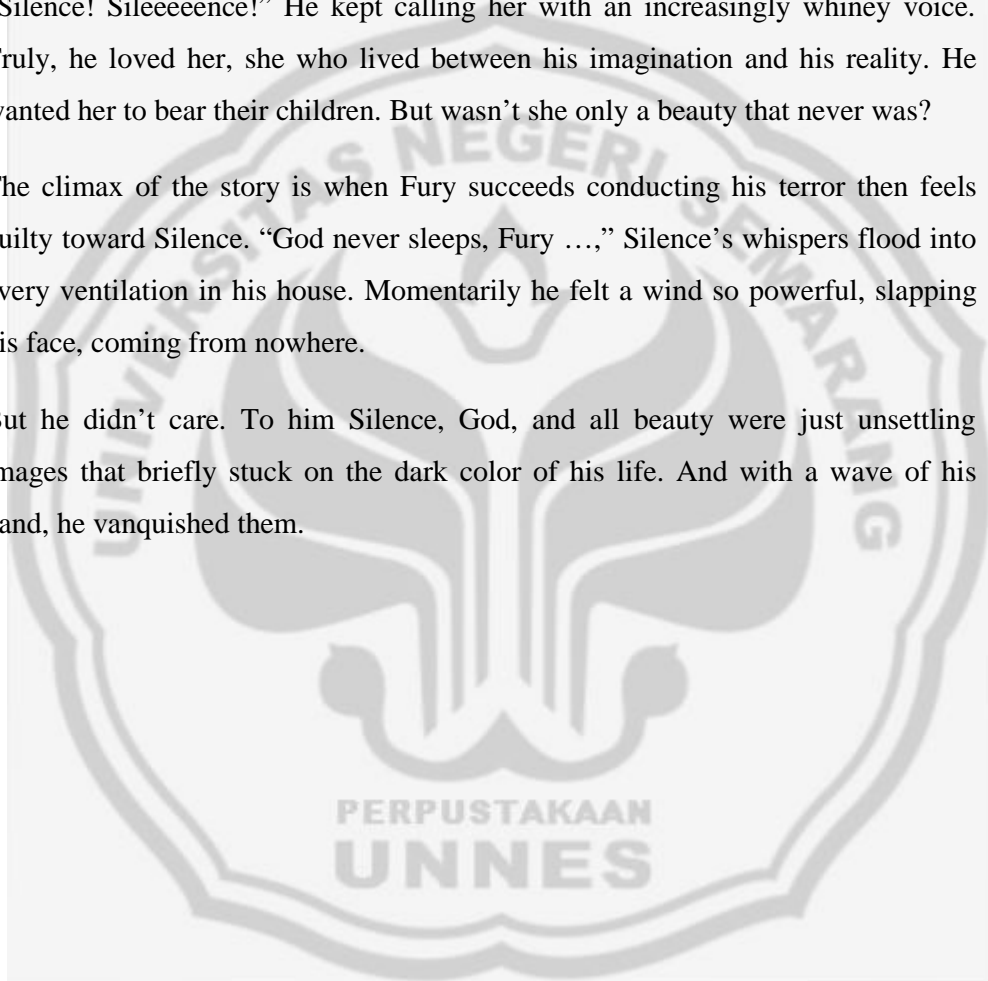 Silence! Sileeeeence!” He kept calling her with an increasingly whiney voice.
Truly, he loved her, she who lived between his imagination and his reality. He
wanted her to bear their children. But wasn’t she only a beauty that never was?
The climax of the story is when Fury succeeds conducting his terror then feels
uilty toward Silence. “God never sleeps, Fury …,” Silence’s whispers flood into
very ventilation in his house. Momentarily he felt a wind so powerful, slapping
is face, coming from nowhere.
But he didn’t care. To him Silence, God, and all beauty were just unsettling
mages that briefly stuck on the dark color of his life. And with a wave of his
and, he vanquished them.
UNIVERSITAS NEGERI SEMARANG
PERPUSTAKAAN
UNNES